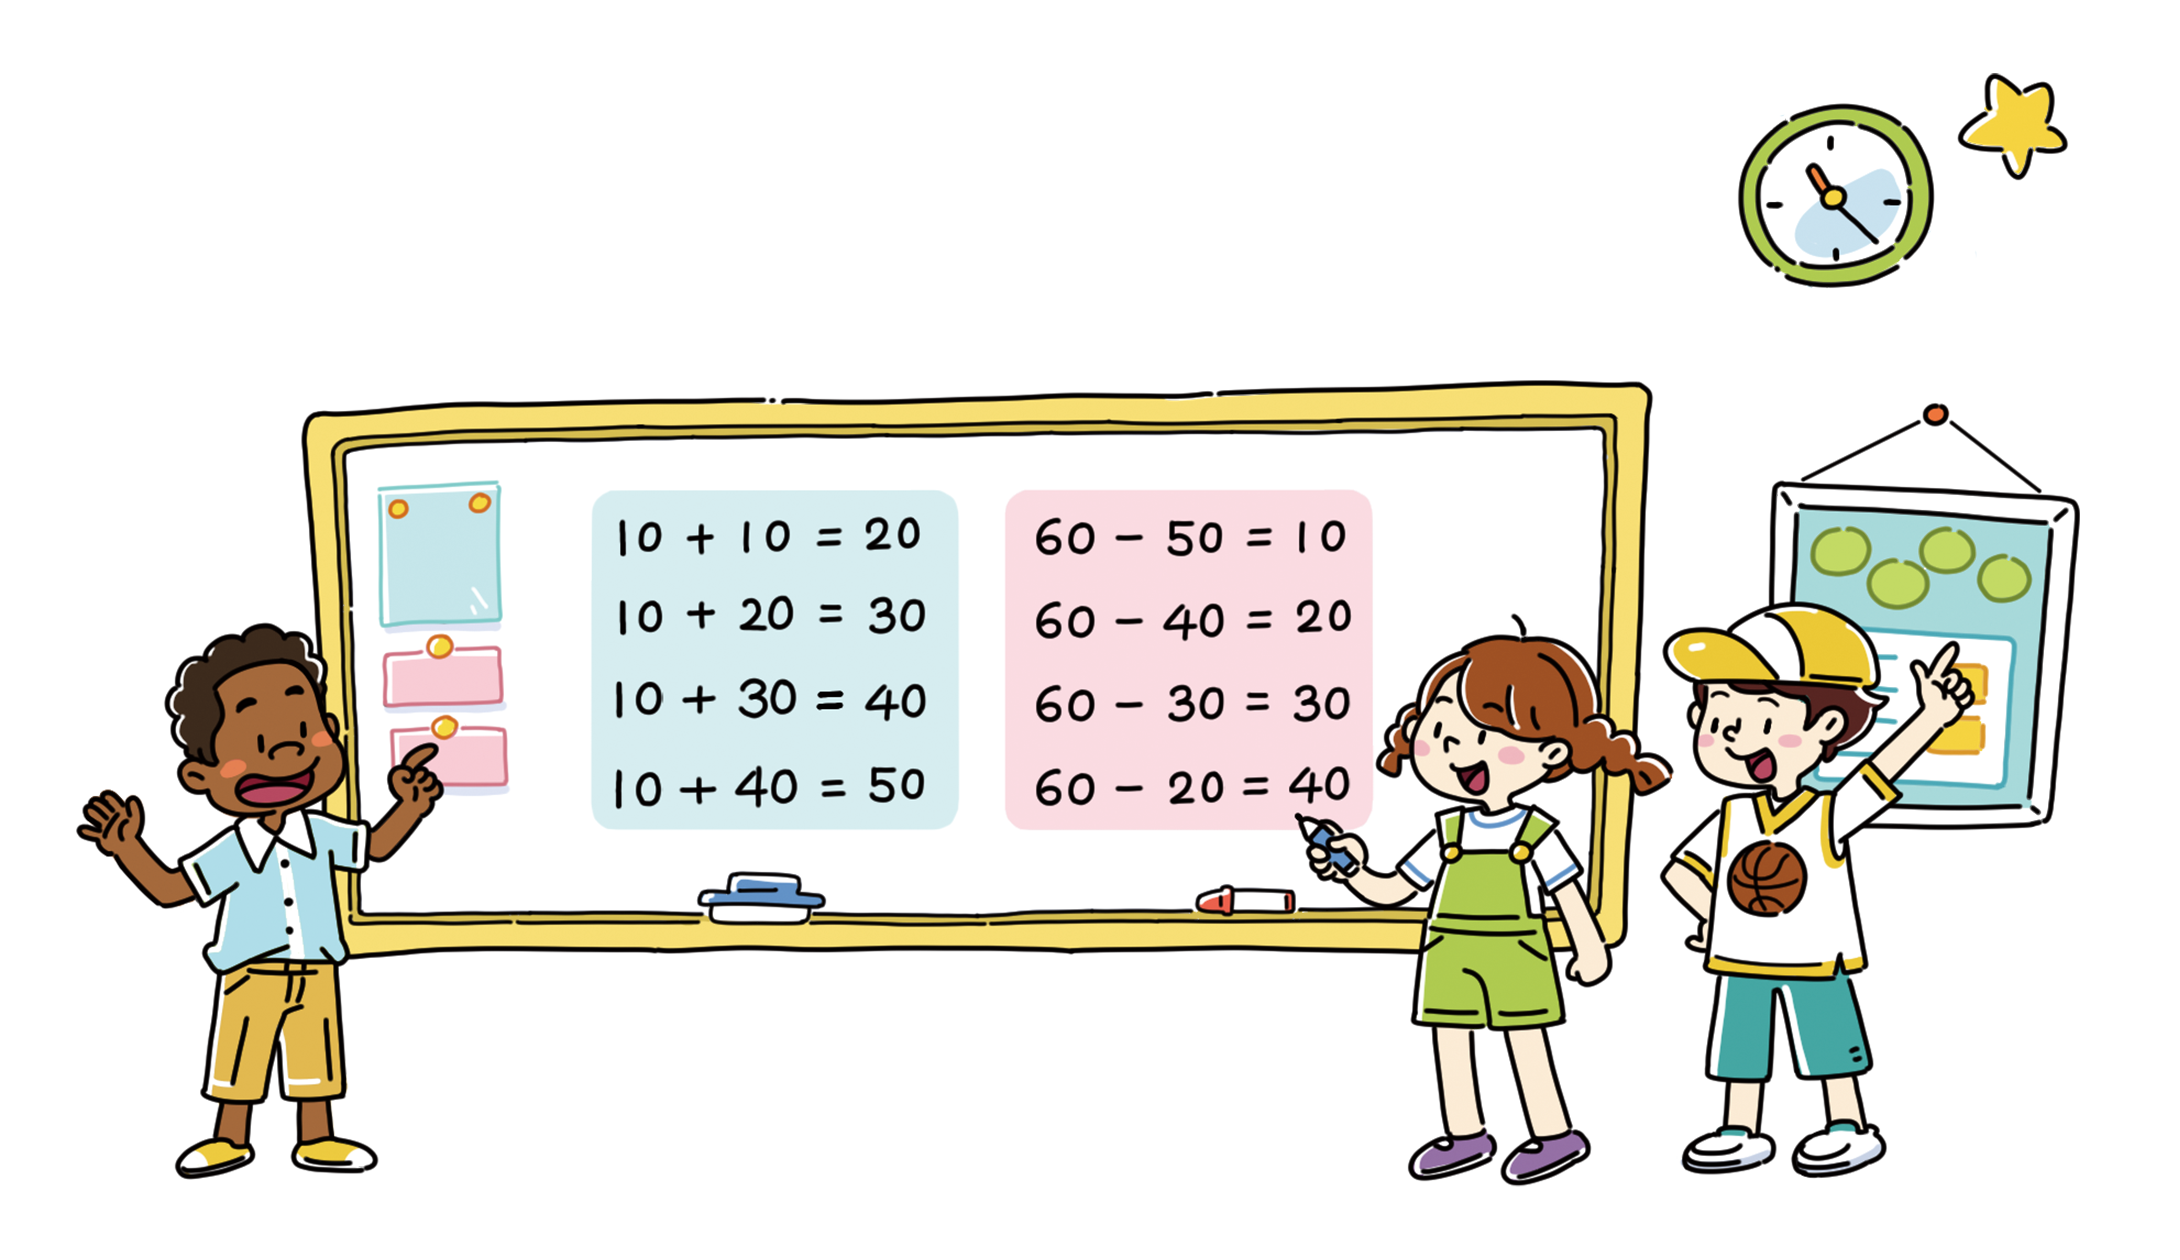 10 + 10 = 20
10 + 20 = 30
10 + 30 = 40
10 + 40 = 50
60 - 50 = 10
60 - 40 = 20
60 - 30 = 30
60 - 20 = 40